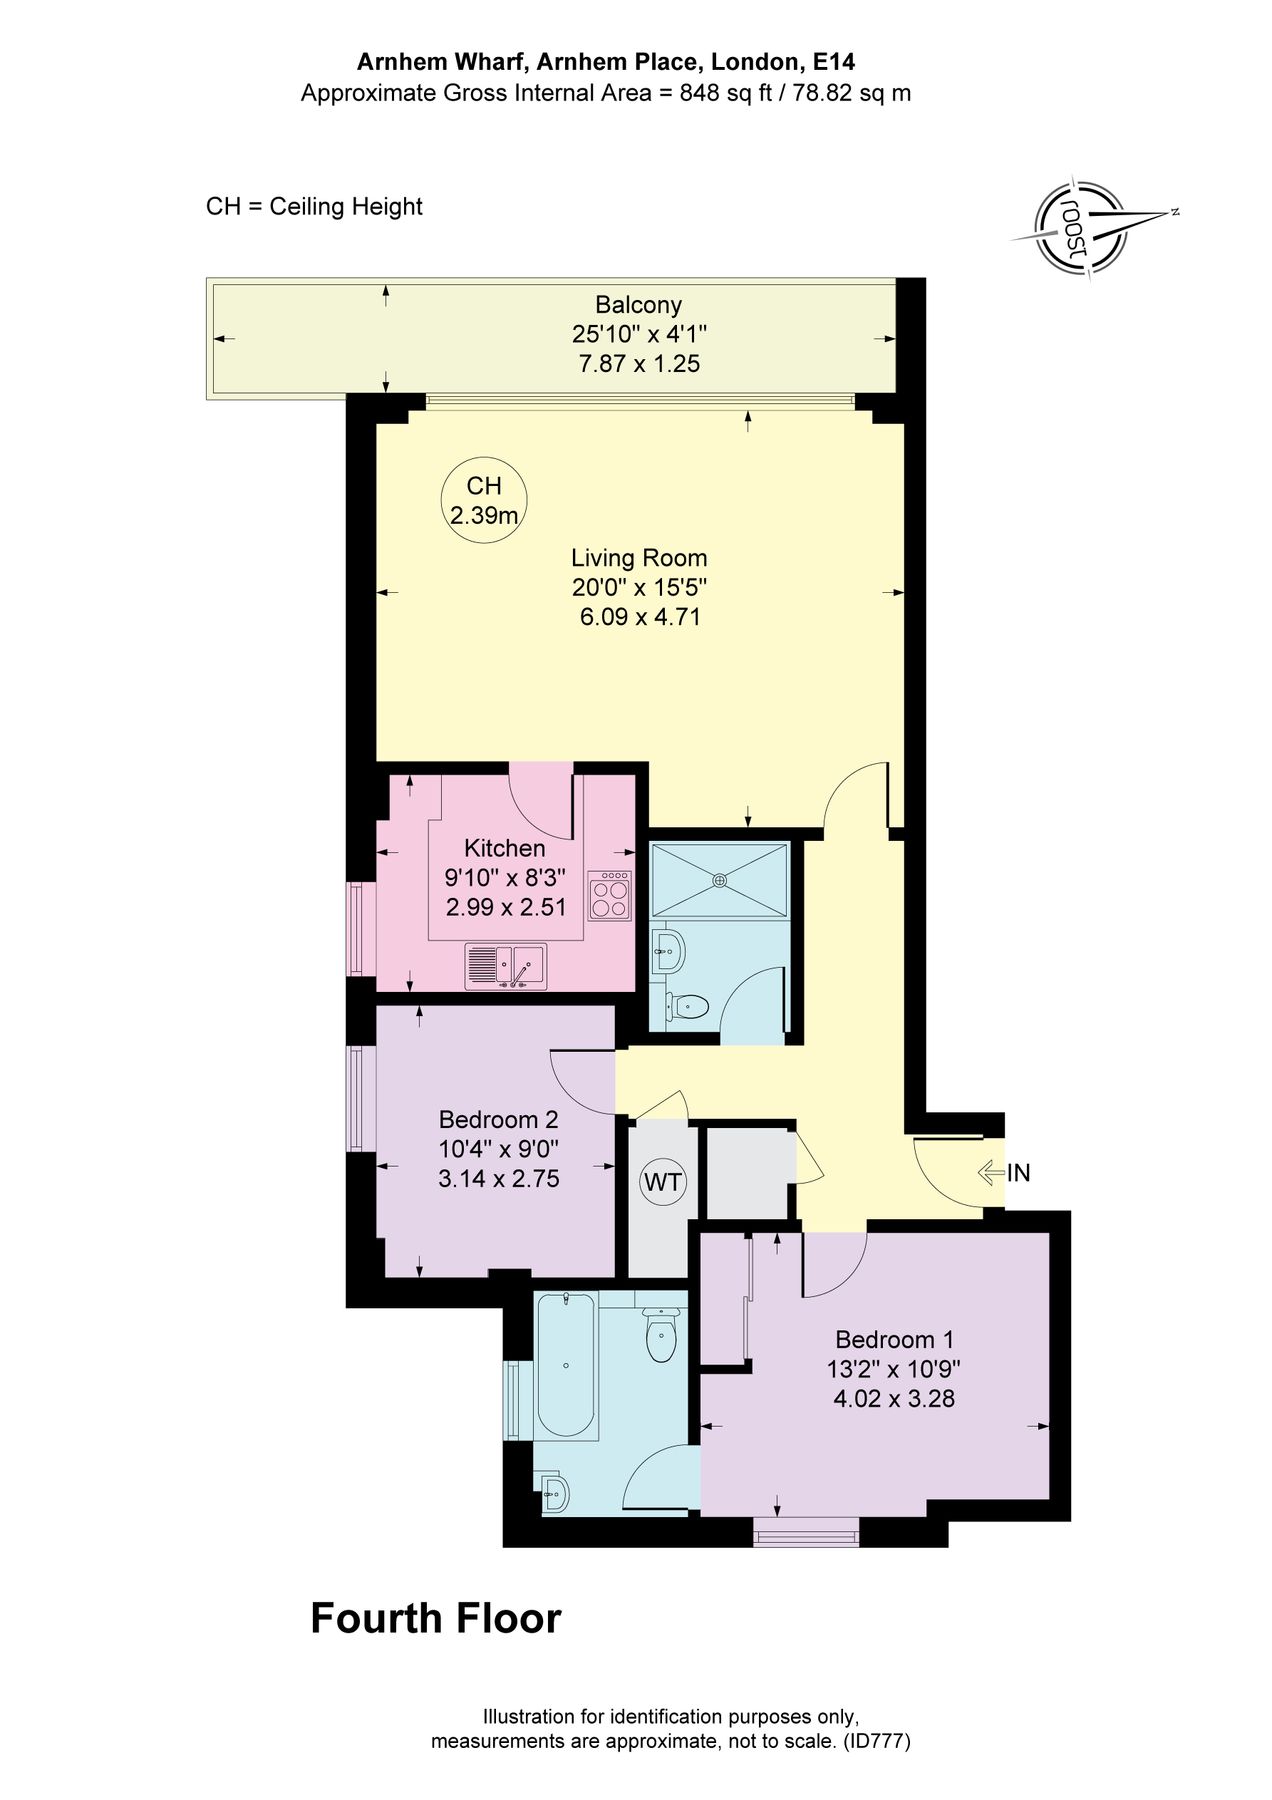 Arnhem Wharf, Arnhem Place, London, E14
Approximate Gross Internal Area = 848 sq ft / 78.82 sq m
CH = Ceiling Height
roost
N
Balcony
25'10" x 4'1"
7.87 x 1.25
CH
2.39m
Living Room
20'0" x 15'5"
6.09 x 4.71
Kitchen
9'10" x 8'3"
2.99 x 2.51
Bedroom 2
10'4" x 9'0"
3.14 x 2.75
WT
IN
Bedroom 1
13'2" x 10'9"
4.02 x 3.28
Fourth Floor
Illustration for identification purposes only,
measurements are approximate, not to scale. (ID777)